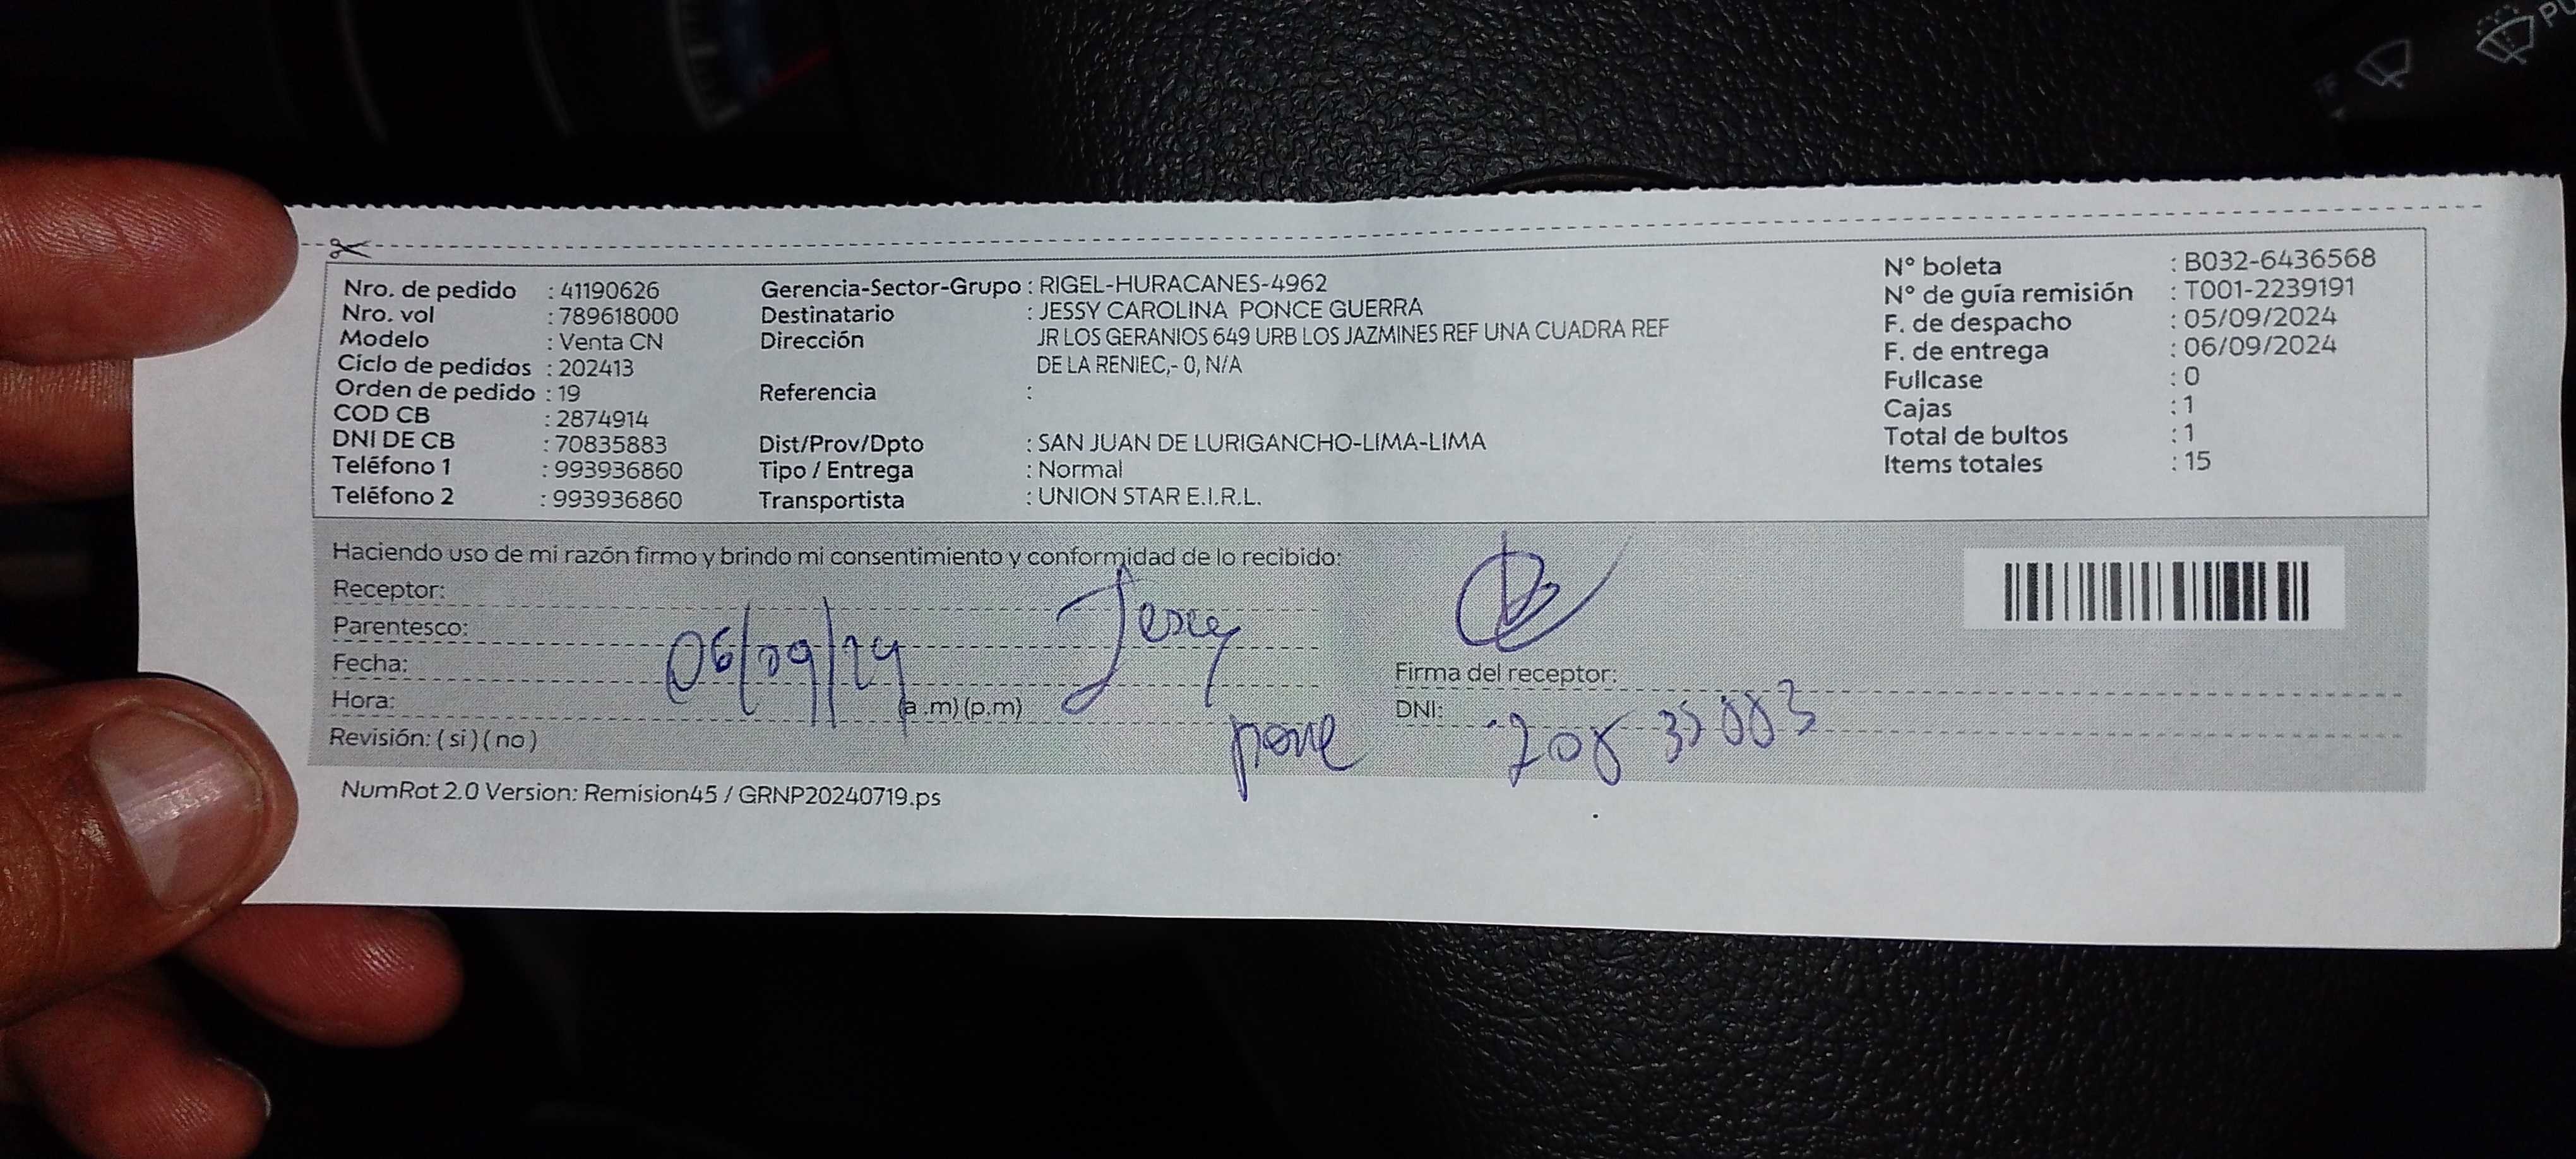 Nro. de pedido : 41190626
Nro. vol : 789618000
Modelo : Venta CN
Ciclo de pedidos : 202413
Orden de pedido : 19
COD CB : 2874914
DNI DE CB : 70835883
Teléfono 1 : 993936860
Teléfono 2 : 993936860
Gerencia-Sector-Grupo : RIGEL-HURACANES-4962
Destinatario : JESSY CAROLINA PONCE GUERRA
Dirección JR LOS GERANIOS 649 URB LOS JAZMINES REF UNA CUADRA REF
DE LA RENIEC,- 0, N/A
Referencia :
Dist/Prov/Dpto : SAN JUAN DE LURIGANCHO-LIMA-LIMA
Tipo / Entrega : Normal
Transportista : UNION STAR E.I.R.L.
N° boleta : B032-6436568
N° de guía remisión : T001-2239191
F. de despacho : 05/09/2024
F. de entrega : 06/09/2024
Fullcase : 0
Cajas : 1
Total de bultos : 1
Items totales : 15
Haciendo uso de mi razón firmo y brindo mi consentimiento y conformidad de lo recibido:
Receptor:
Parentesco:
Fecha: 06/09/24
Hora: (a .m) (p.m)
Revisión: ( si ) ( no )
Firma del receptor:
DNI:
NumRot 2.0 Version: Remision45 / GRNP20240719.ps
PU